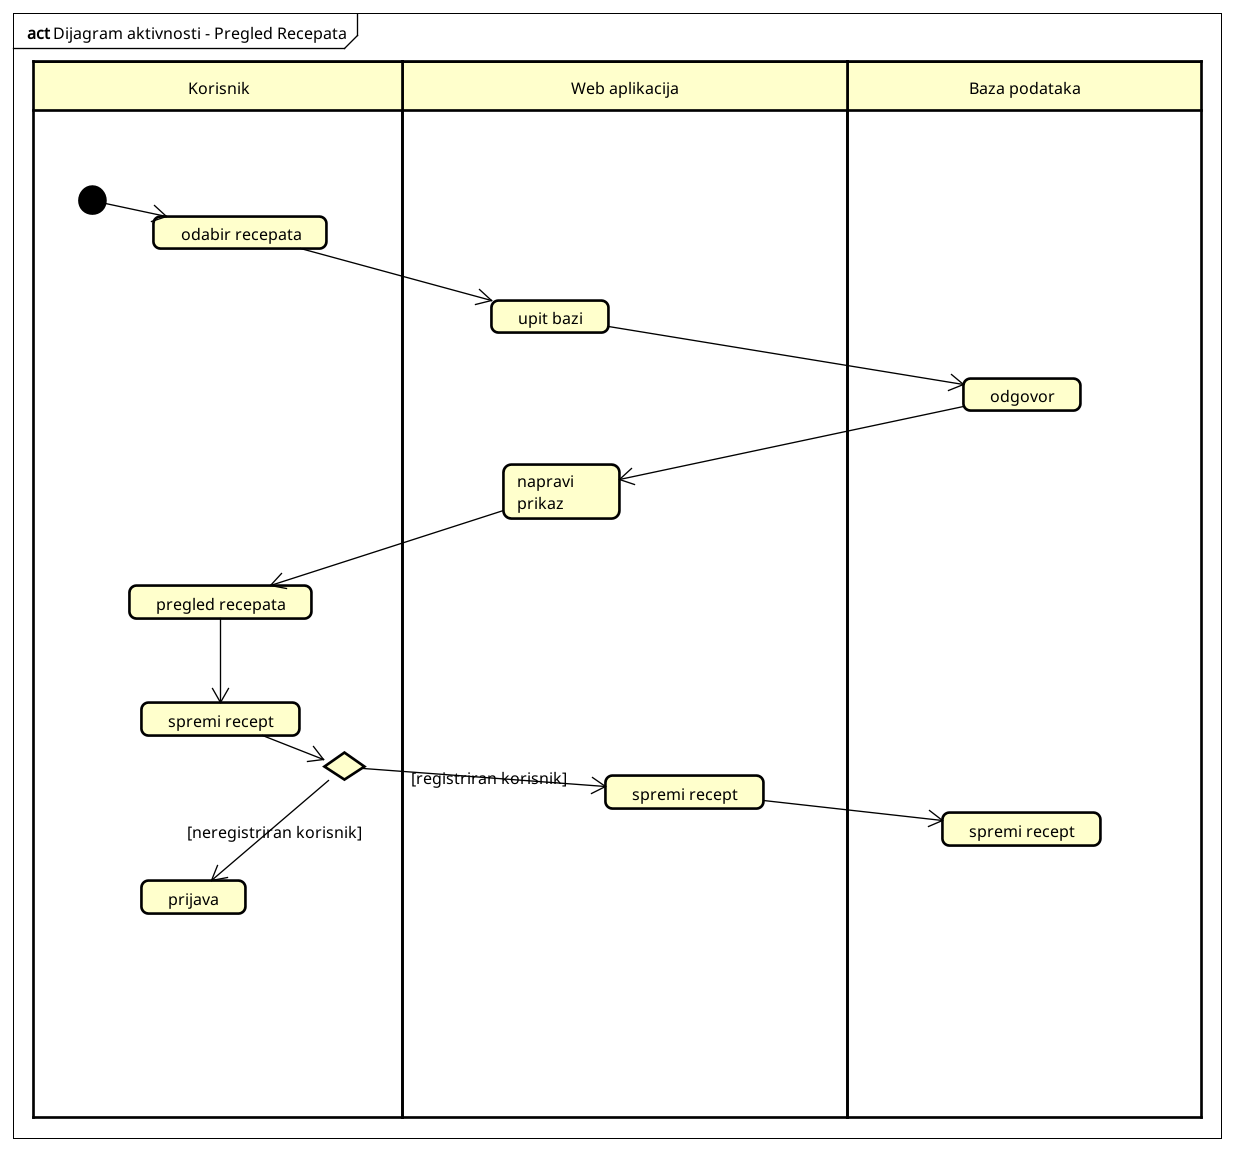 act Dijagram aktivnosti - Pregled Recepata
Korisnik
Web aplikacija
Baza podataka
odabir recepata
upit bazi
odgovor
napravi
prikaz
pregled recepata
spremi recept
[registriran korisnik]
spremi recept
spremi recept
[neregistriran korisnik]
prijava